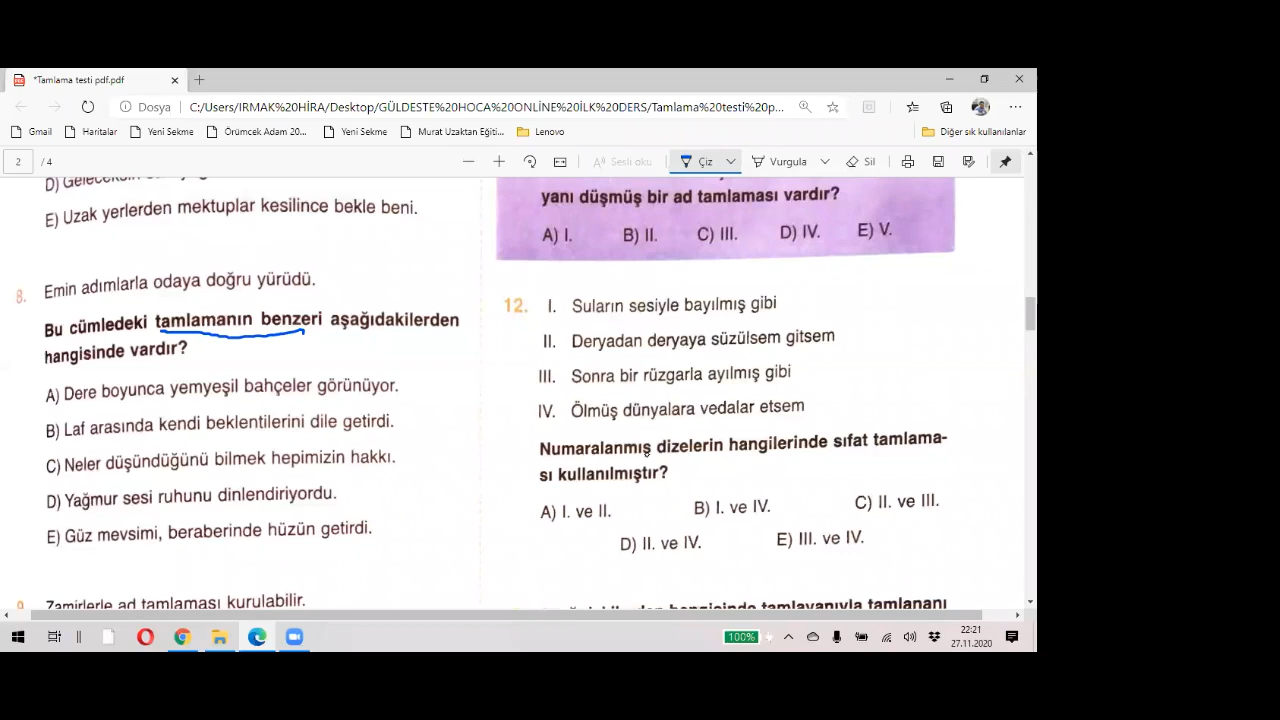 *Tamlama testi pdf.pdf
Dosya
C:/Users/IRMAK%20HİRA/Desktop/GÜLDESTE%20HOCA%20ONLİNE%20İLK%20DERS/Tamlama%20testi%20p...
Gmail
Haritalar
Yeni Sekme
Örümcek Adam 20...
Yeni Sekme
Murat Uzaktan Eğiti...
Lenovo
Diğer sık kullanılanlar
2 / 4
Sesli oku
Çiz
Vurgula
Sil
E) Uzak yerlerden mektuplar kesilince bekle beni.
8. Emin adımlarla odaya doğru yürüdü.
Bu cümledeki tamlamanın benzeri aşağıdakilerden
hangisinde vardır?
A) Dere boyunca yemyeşil bahçeler görünüyor.
B) Laf arasında kendi beklentilerini dile getirdi.
C) Neler düşündüğünü bilmek hepimizin hakkı.
D) Yağmur sesi ruhunu dinlendiriyordu.
E) Güz mevsimi, beraberinde hüzün getirdi.
9. Zamirlerle ad tamlaması kurulabilir.
yanı düşmüş bir ad tamlaması vardır?
A) I. B) II. C) III. D) IV. E) V.
12. I. Suların sesiyle bayılmış gibi
II. Deryadan deryaya süzülsem gitsem
III. Sonra bir rüzgarla ayılmış gibi
IV. Ölmüş dünyalara vedalar etsem
Numaralanmış dizelerin hangilerinde sıfat tamlama-
sı kullanılmıştır?
A) I. ve II. B) I. ve IV. C) II. ve III.
D) II. ve IV. E) III. ve IV.
hangisinde tamlayanıyla tamlananı
100%
22:21
27.11.2020